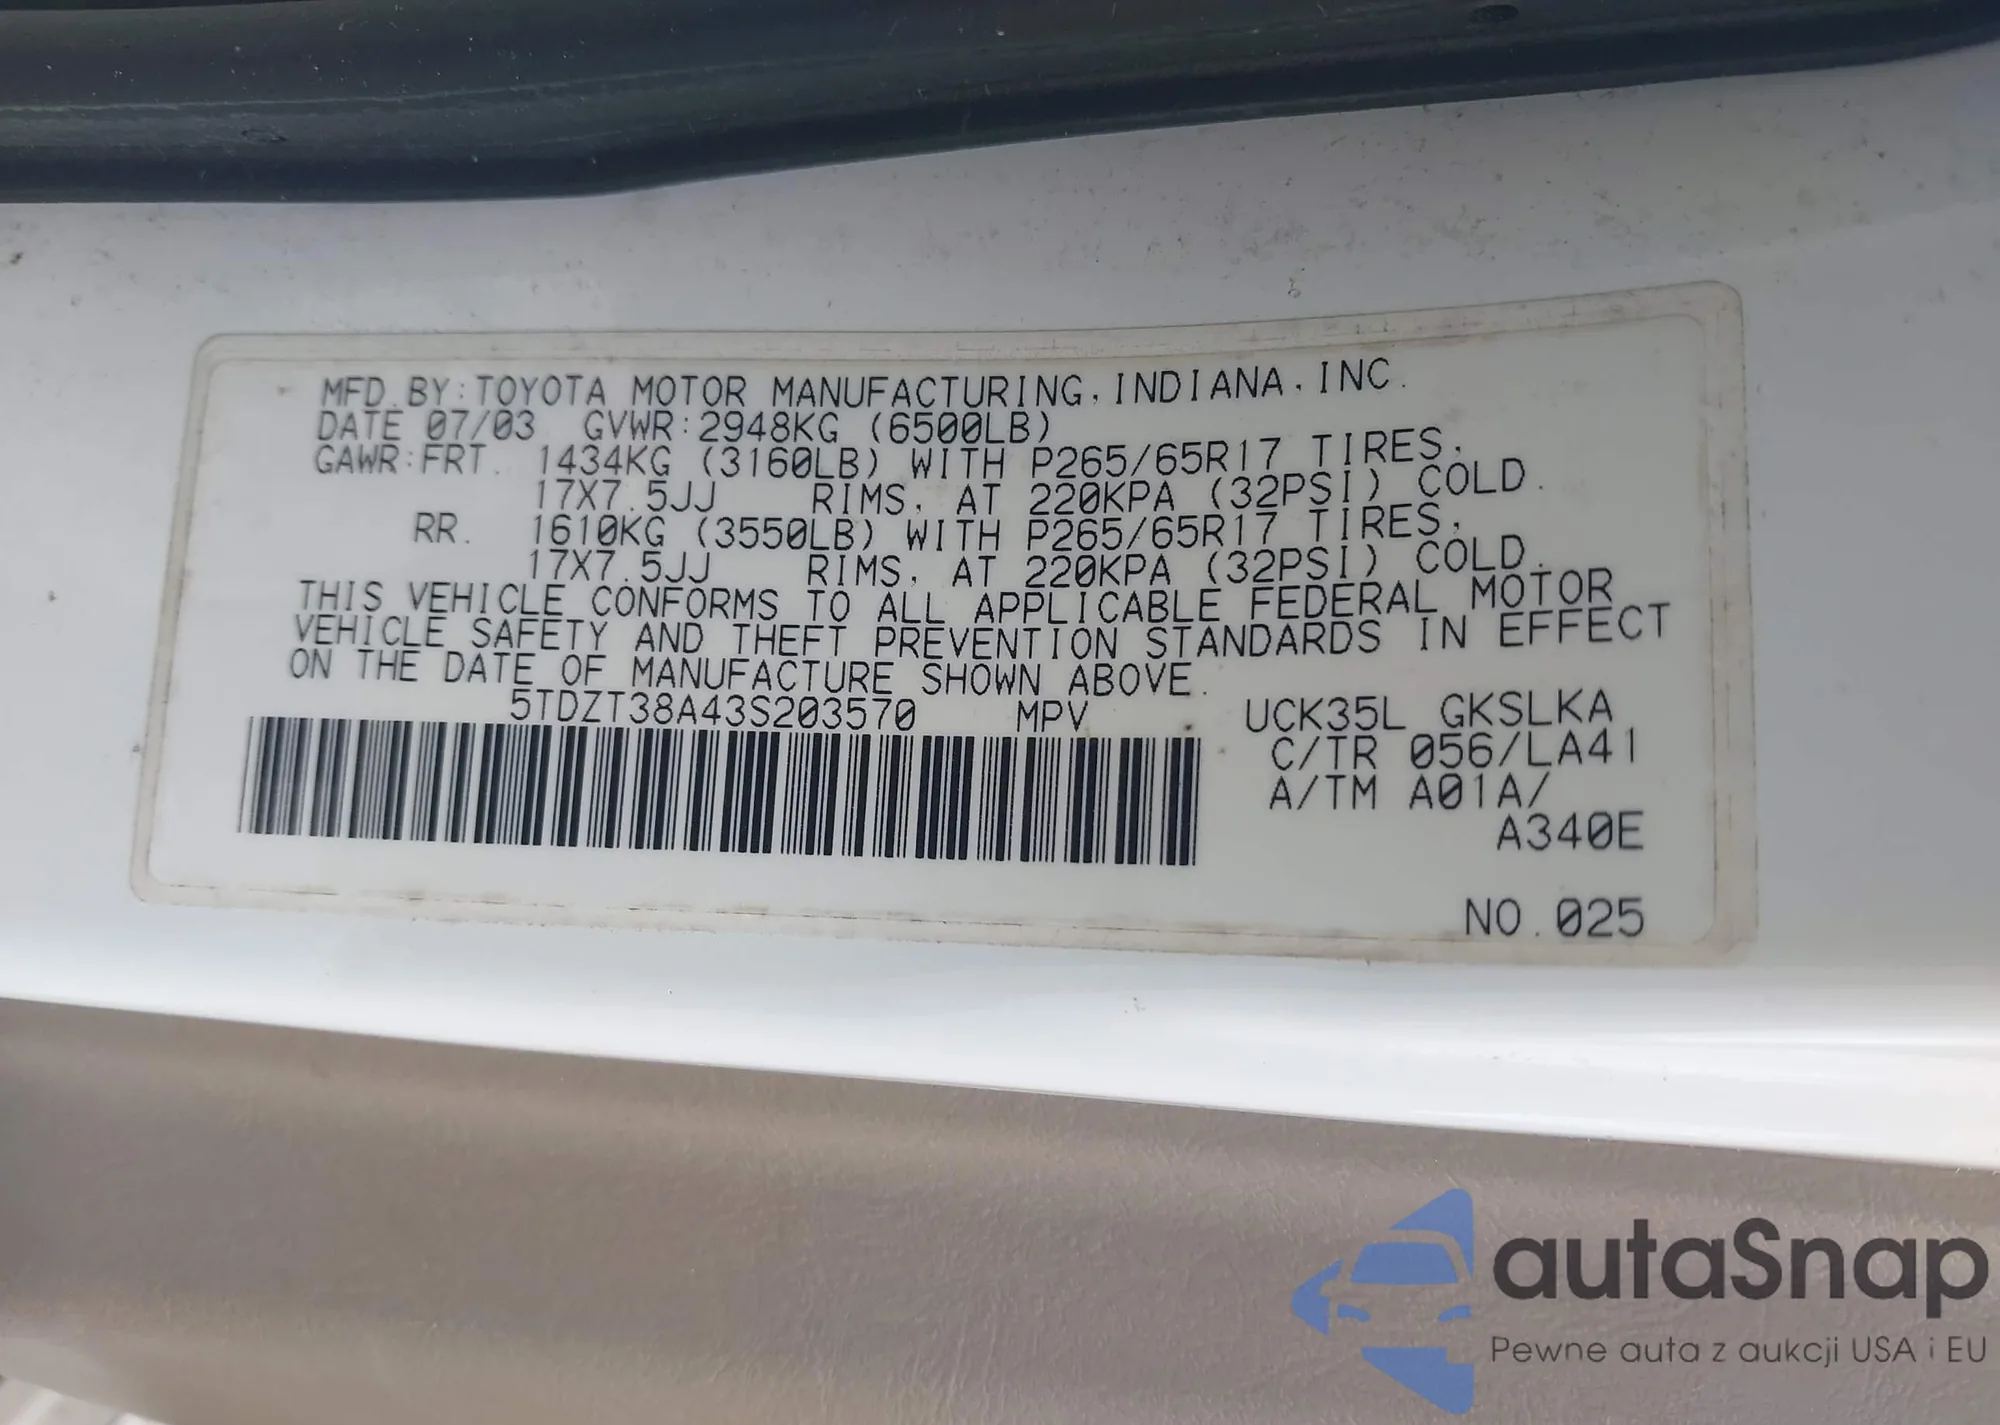 MFD.BY:TOYOTA MOTOR MANUFACTURING,INDIANA,INC.
DATE 07/03 GVWR:2948KG (6500LB)
GAWR:FRT. 1434KG (3160LB) WITH P265/65R17 TIRES,
17X7.5JJ RIMS, AT 220KPA (32PSI) COLD.
RR. 1610KG (3550LB) WITH P265/65R17 TIRES,
17X7.5JJ RIMS, AT 220KPA (32PSI) COLD.
THIS VEHICLE CONFORMS TO ALL APPLICABLE FEDERAL MOTOR
VEHICLE SAFETY AND THEFT PREVENTION STANDARDS IN EFFECT
ON THE DATE OF MANUFACTURE SHOWN ABOVE.
5TDZT38A43S203570 MPV UCK35L GKSLKA
C/TR 056/LA41
A/TM A01A/
A340E
NO.025
autaSnap
Pewne auta z aukcji USA i EU